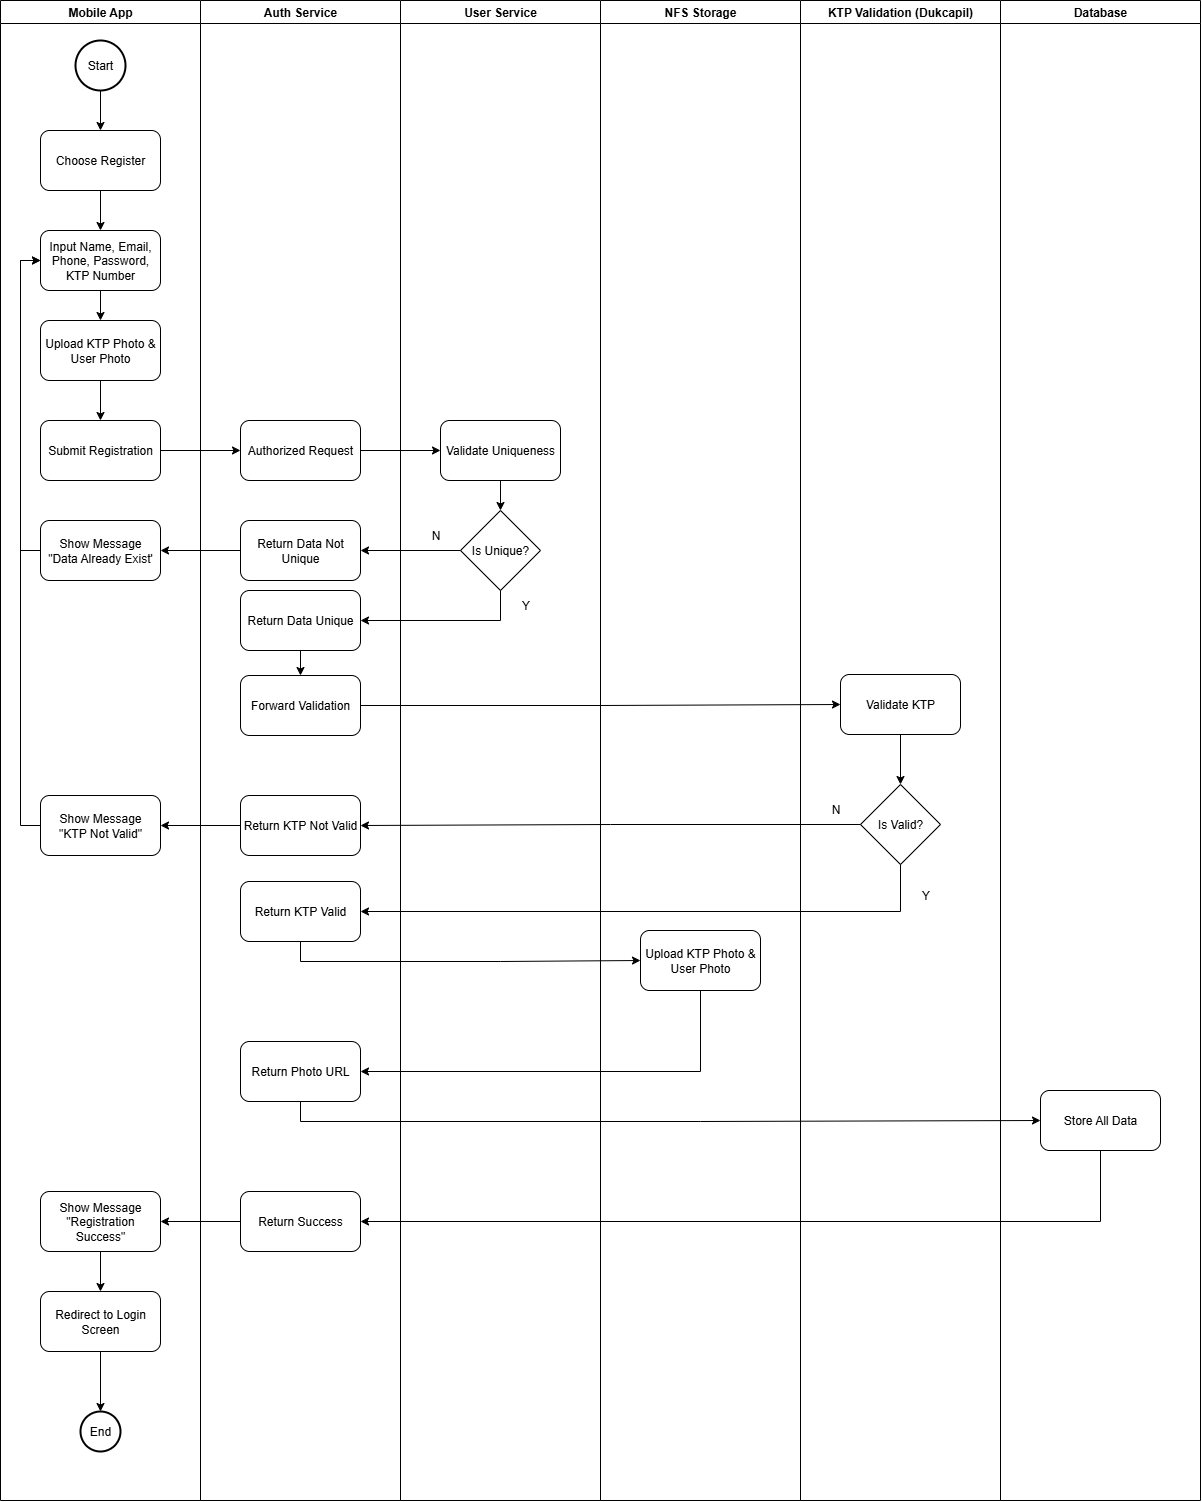 Mobile App
Auth Service
User Service
NFS Storage
KTP Validation (Dukcapil)
Database
Start
Choose Register
Input Name, Email,
Phone, Password,
KTP Number
Upload KTP Photo &
User Photo
Submit Registration
Authorized Request
Validate Uniqueness
Show Message
"Data Already Exist'
Return Data Not
Unique
N
Is Unique?
Y
Return Data Unique
Forward Validation
Validate KTP
Show Message
"KTP Not Valid"
Return KTP Not Valid
N
Is Valid?
Y
Return KTP Valid
Upload KTP Photo &
User Photo
Return Photo URL
Store All Data
Show Message
"Registration
Success"
Return Success
Redirect to Login
Screen
End